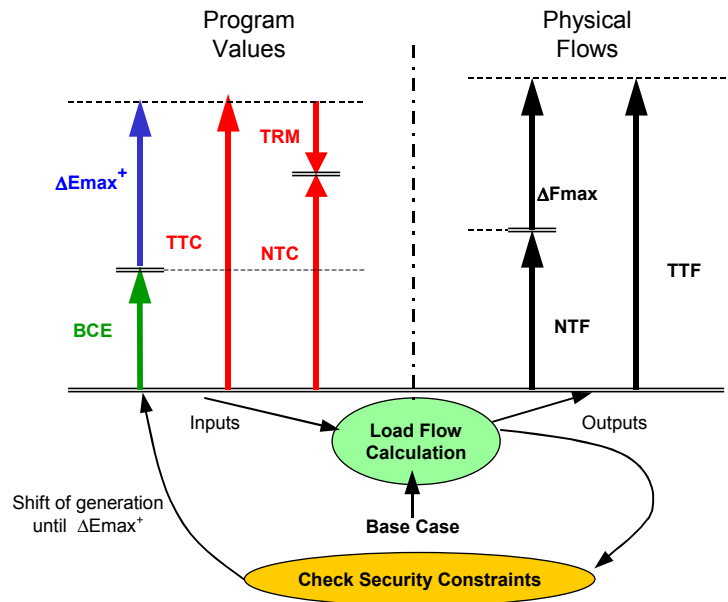 Program
Values
Physical
Flows
TRM
ΔEmax⁺
ΔFmax
TTC
NTC
TTF
BCE
NTF
Inputs
Load Flow
Calculation
Outputs
Shift of generation
until ΔEmax⁺
Base Case
Check Security Constraints